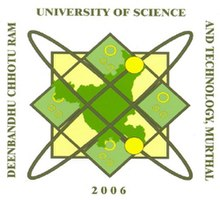 DEENBANDHU CHHOTU RAM
UNIVERSITY OF SCIENCE
AND TECHNOLOGY, MURTHAL
2006